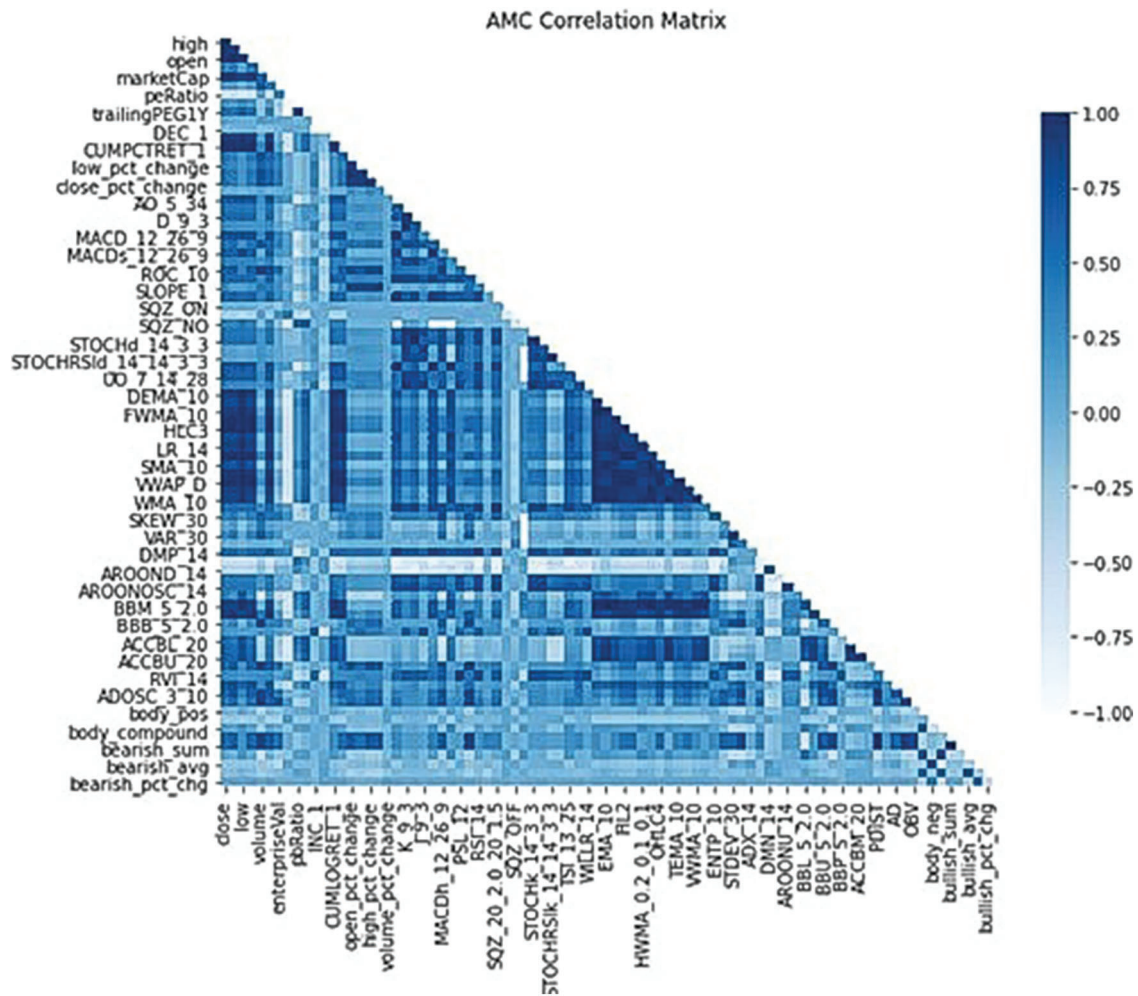 AMC Correlation Matrix
high
open
marketCap
peRatio
trailingPEG1Y
DEC_1
CUMPCTRET_1
low_pct_change
close_pct_change
AO_5_34
D_9_3
MACD_12_26_9
MACDs_12_26_9
ROC_10
SLOPE_1
SQZ_ON
SQZ_NO
STOCHd_14_3_3
STOCHRSId_14_14_3_3
UO_7_14_28
DEMA_10
FWMA_10
HLC3
LR_14
SMA_10
VWAP_D
WMA_10
SKEW_30
VAR_30
DMP_14
AROOND_14
AROONOSC_14
BBM_5_2.0
BBB_5_2.0
ACCBL_20
ACCBU_20
RVI_14
ADOSC_3_10
body_pos
body_compound
bearish_sum
bearish_avg
bearish_pct_chg
close
low
volume
enterpriseVal
pbRatio
INC_1
CUMLOGRET_1
open_pct_change
high_pct_change
volume_pct_change
K_9_3
J_9_3
MACDh_12_26_9
PSL_12
RSI_14
SQZ_20_2.0_20_1.5
SQZ_OFF
STOCHk_14_3_3
STOCHRSIk_14_14_3_3
TSI_13_25
WILLR_14
EMA_10
HL2
HWMA_0.2_0.1_0.1
OHLC4
TEMA_10
VWMA_10
ENTP_10
STDEV_30
ADX_14
DMN_14
AROONU_14
BBL_5_2.0
BBU_5_2.0
BBP_5_2.0
ACCBM_20
PDIST
AD
OBV
body_neg
bullish_sum
bullish_avg
bullish_pct_chg
1.00
0.75
0.50
0.25
0.00
−0.25
−0.50
−0.75
−1.00